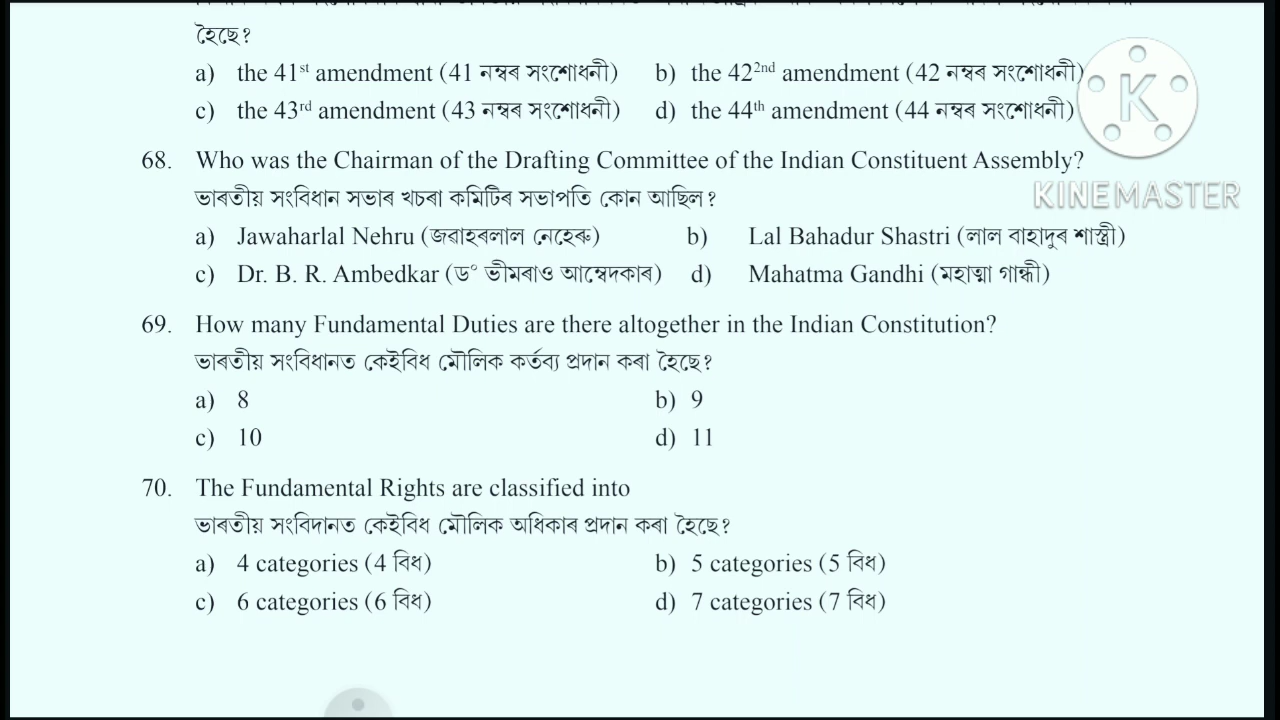 হৈছে?
a) the 41st amendment (41 নম্বৰ সংশোধনী) b) the 422nd amendment (42 নম্বৰ সংশোধনী)
c) the 43rd amendment (43 নম্বৰ সংশোধনী) d) the 44th amendment (44 নম্বৰ সংশোধনী)
K
KINEMASTER
68. Who was the Chairman of the Drafting Committee of the Indian Constituent Assembly?
ভাৰতীয় সংবিধান সভাৰ খচৰা কমিটিৰ সভাপতি কোন আছিল?
a) Jawaharlal Nehru (জৱাহৰলাল নেহেৰু) b) Lal Bahadur Shastri (লাল বাহাদুৰ শাস্ত্ৰী)
c) Dr. B. R. Ambedkar (ড° ভীমৰাও আম্বেদকাৰ) d) Mahatma Gandhi (মহাত্মা গান্ধী)
69. How many Fundamental Duties are there altogether in the Indian Constitution?
ভাৰতীয় সংবিধানত কেইবিধ মৌলিক কৰ্তব্য প্ৰদান কৰা হৈছে?
a) 8 b) 9
c) 10 d) 11
70. The Fundamental Rights are classified into
ভাৰতীয় সংবিদানত কেইবিধ মৌলিক অধিকাৰ প্ৰদান কৰা হৈছে?
a) 4 categories (4 বিধ) b) 5 categories (5 বিধ)
c) 6 categories (6 বিধ) d) 7 categories (7 বিধ)